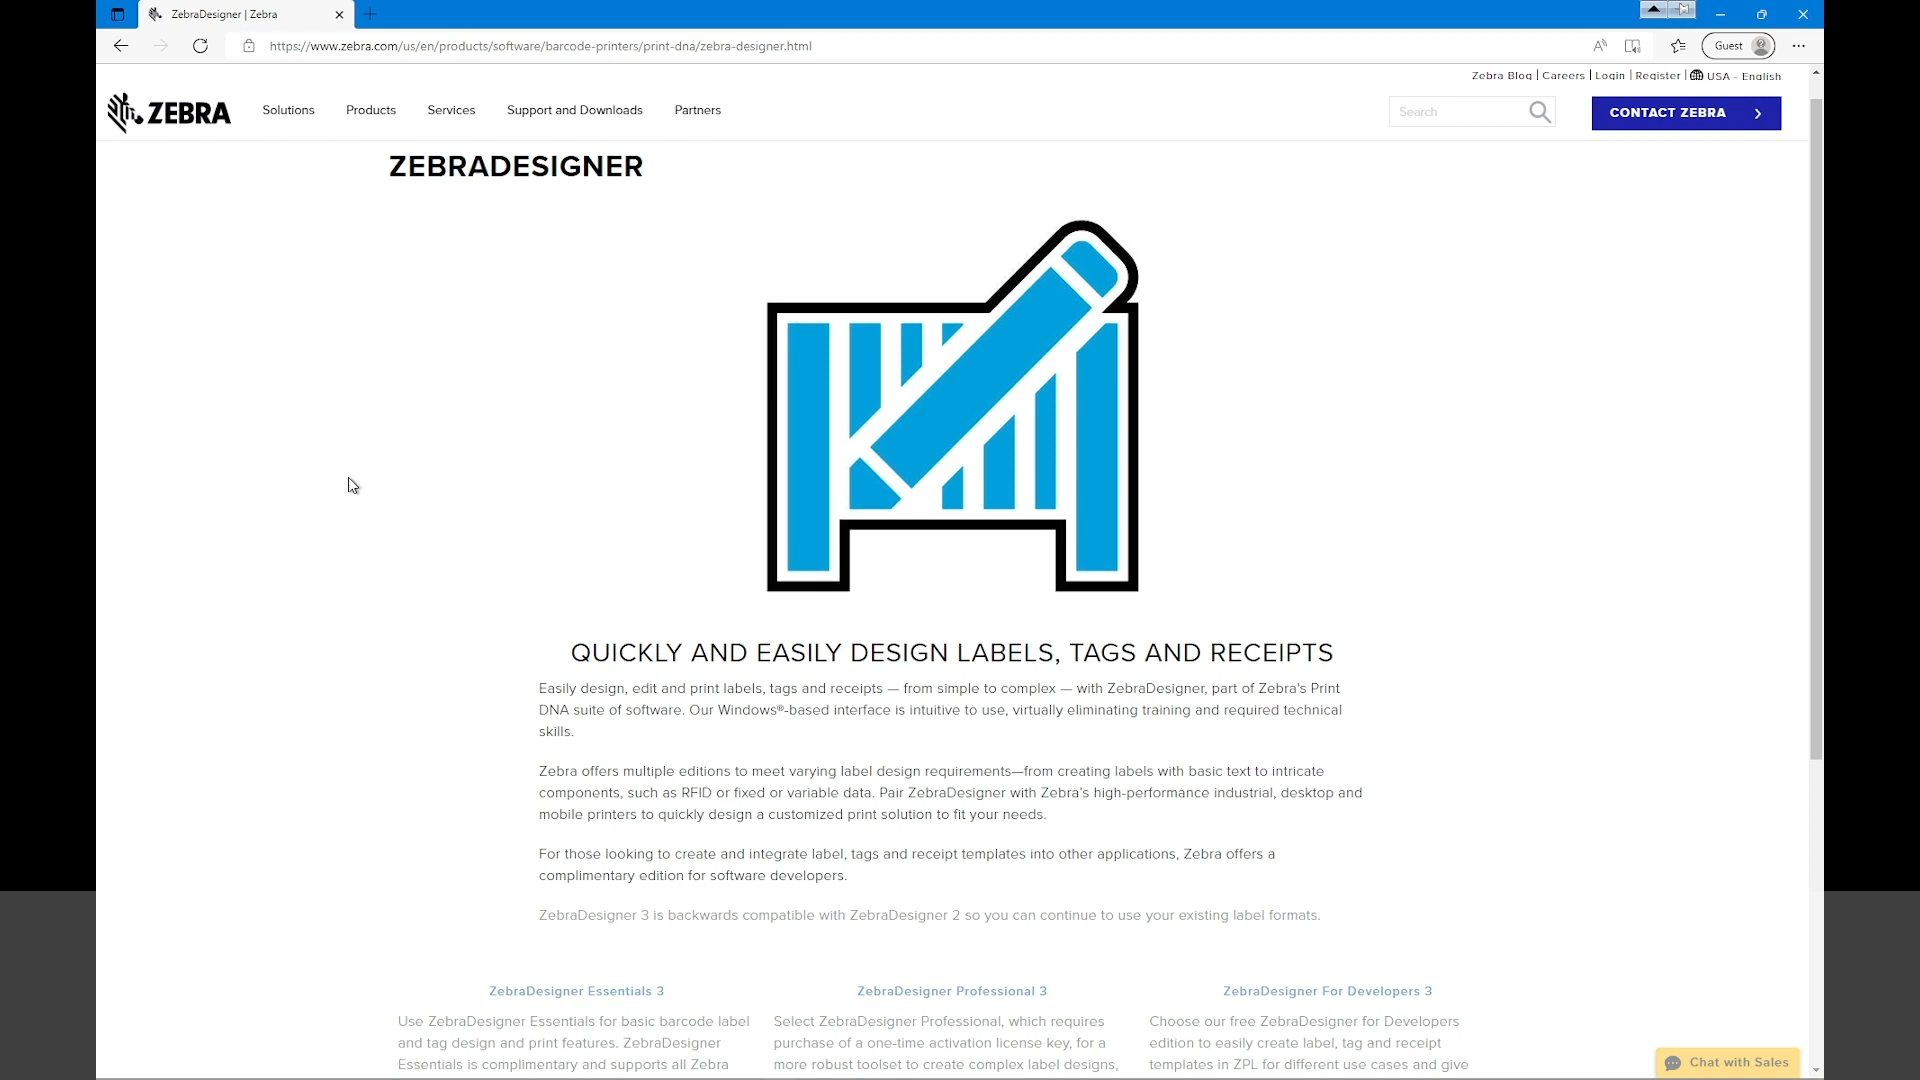 ZebraDesigner | Zebra
https://www.zebra.com/us/en/products/software/barcode-printers/print-dna/zebra-designer.html
Guest
Zebra Blog | Careers | Login | Register | USA - English
ZEBRA
Solutions Products Services Support and Downloads Partners
Search
CONTACT ZEBRA
ZEBRADESIGNER
QUICKLY AND EASILY DESIGN LABELS, TAGS AND RECEIPTS
Easily design, edit and print labels, tags and receipts — from simple to complex — with ZebraDesigner, part of Zebra's Print
DNA suite of software. Our Windows®-based interface is intuitive to use, virtually eliminating training and required technical
skills.
Zebra offers multiple editions to meet varying label design requirements—from creating labels with basic text to intricate
components, such as RFID or fixed or variable data. Pair ZebraDesigner with Zebra's high-performance industrial, desktop and
mobile printers to quickly design a customized print solution to fit your needs.
For those looking to create and integrate label, tags and receipt templates into other applications, Zebra offers a
complimentary edition for software developers.
ZebraDesigner 3 is backwards compatible with ZebraDesigner 2 so you can continue to use your existing label formats.
ZebraDesigner Essentials 3
Use ZebraDesigner Essentials for basic barcode label
and tag design and print features. ZebraDesigner
Essentials is complimentary and supports all Zebra
ZebraDesigner Professional 3
Select ZebraDesigner Professional, which requires
purchase of a one-time activation license key, for a
more robust toolset to create complex label designs,
ZebraDesigner For Developers 3
Choose our free ZebraDesigner for Developers
edition to easily create label, tag and receipt
templates in ZPL for different use cases and give
Chat with Sales